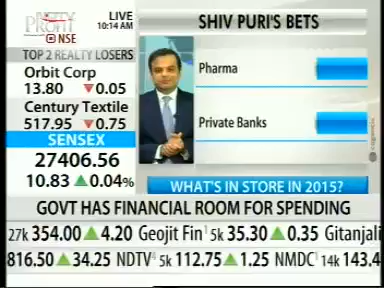 NDTV PROFIT
NSE
LIVE
10:14 AM
SHIV PURI'S BETS
TOP 2 REALTY LOSERS
Orbit Corp
13.80 ▼0.05
Century Textile
517.95 ▼0.75
SENSEX
27406.56
10.83 ▲0.04%
Pharma
Private Banks
WHAT'S IN STORE IN 2015?
GOVT HAS FINANCIAL ROOM FOR SPENDING
27k 354.00 ▲ 4.20 Geojit Fin 5k 35.30 ▲ 0.35 Gitanjali
816.50 ▲ 34.25 NDTV 5k 112.75 ▲ 1.25 NMDC 14k 143.4